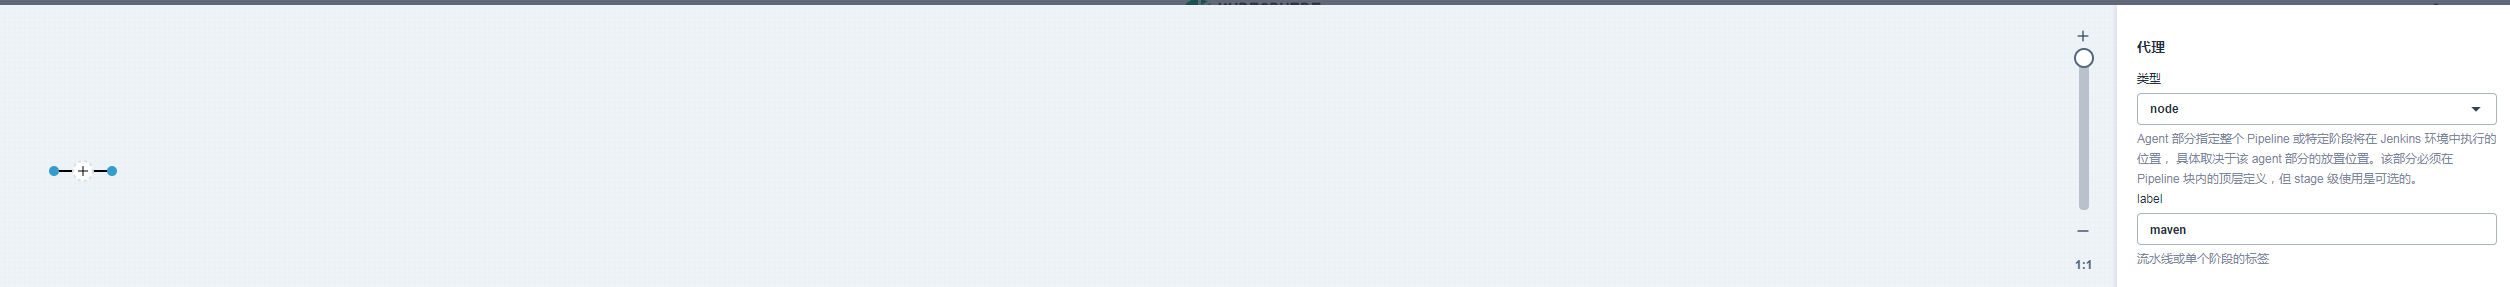 代理
类型
node
Agent 部分指定整个 Pipeline 或特定阶段将在 Jenkins 环境中执行的
位置， 具体取决于该 agent 部分的放置位置。该部分必须在
Pipeline 块内的顶层定义，但 stage 级使用是可选的。
label
maven
流水线或单个阶段的标签
1:1